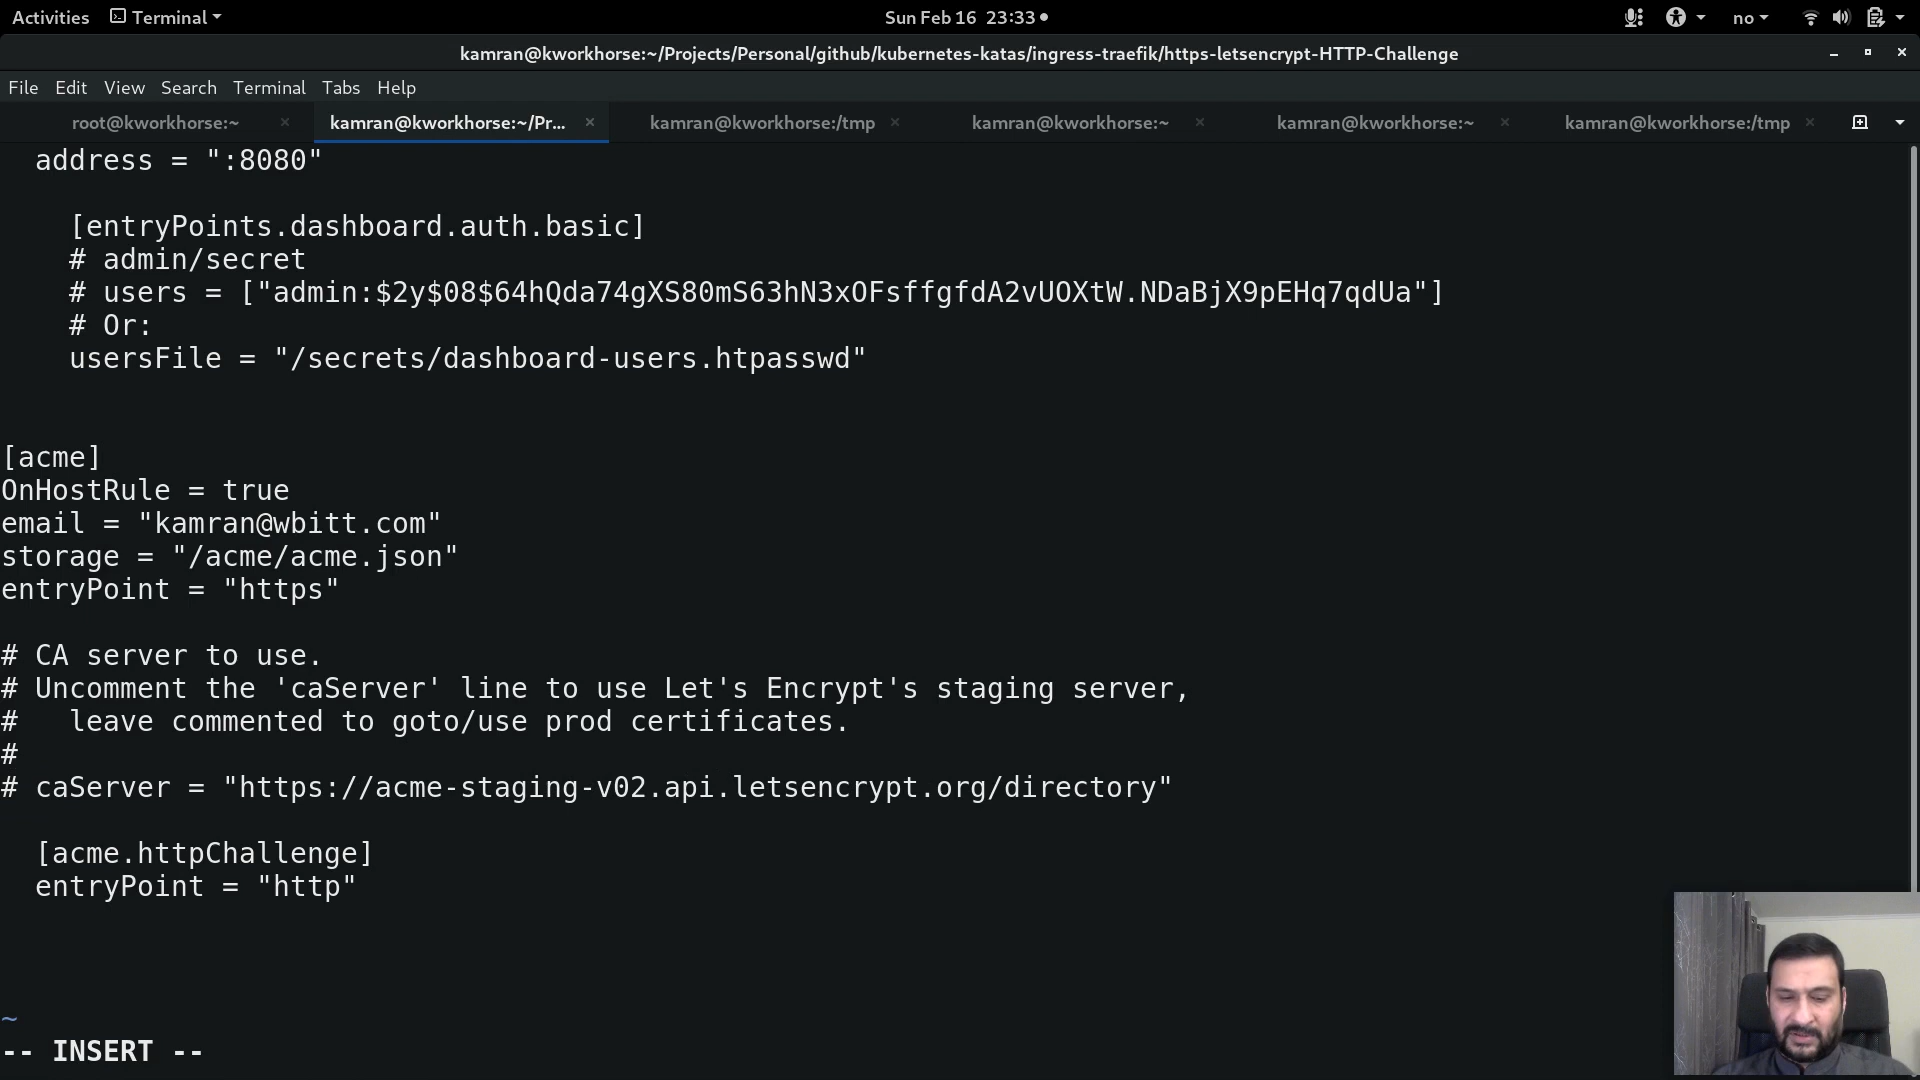 Activities Terminal Sun Feb 16 23:33 no
kamran@kworkhorse:~/Projects/Personal/github/kubernetes-katas/ingress-traefik/https-letsencrypt-HTTP-Challenge
File Edit View Search Terminal Tabs Help
root@kworkhorse:~ kamran@kworkhorse:~/Pr... kamran@kworkhorse:/tmp kamran@kworkhorse:~ kamran@kworkhorse:~ kamran@kworkhorse:/tmp
address = ":8080"
[entryPoints.dashboard.auth.basic]
# admin/secret
# users = ["admin:$2y$08$64hQda74gXS80mS63hN3xOFsffgfdA2vUOXtW.NDaBjX9pEHq7qdUa"]
# Or:
usersFile = "/secrets/dashboard-users.htpasswd"
[acme]
OnHostRule = true
email = "kamran@wbitt.com"
storage = "/acme/acme.json"
entryPoint = "https"
# CA server to use.
# Uncomment the 'caServer' line to use Let's Encrypt's staging server,
#   leave commented to goto/use prod certificates.
#
# caServer = "https://acme-staging-v02.api.letsencrypt.org/directory"
[acme.httpChallenge]
entryPoint = "http"
~
-- INSERT --